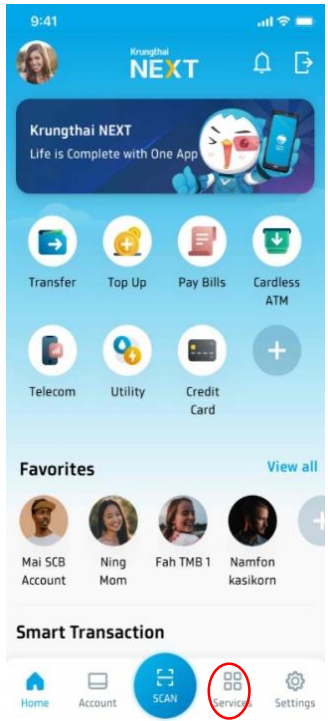 9:41
Krungthai
NEXT
Krungthai NEXT
Life is Complete with One App
Transfer
Top Up
Pay Bills
Cardless
ATM
Telecom
Utility
Credit
Card
Favorites
View all
Mai SCB
Account
Ning
Mom
Fah TMB 1
Namfon
kasikorn
Smart Transaction
Home
Account
SCAN
Services
Settings